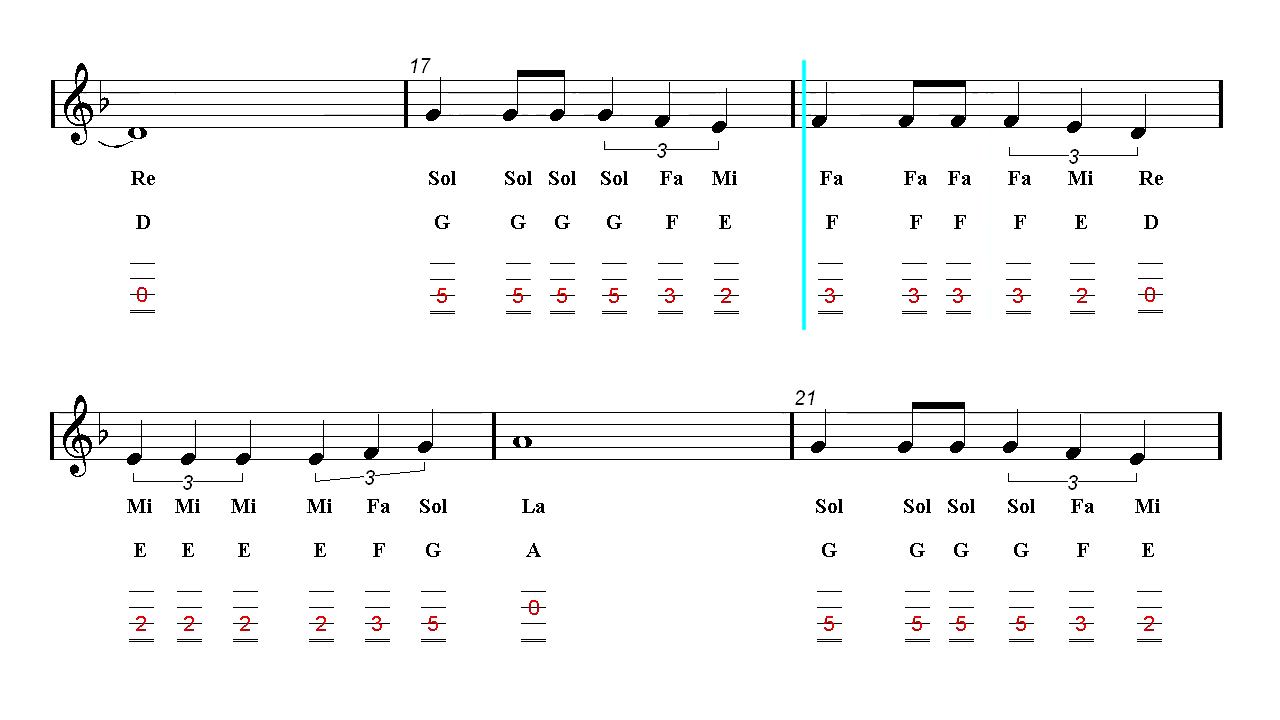 17
3 3
Re Sol Sol Sol Sol Fa Mi Fa Fa Fa Fa Mi Re
D G G G G F E F F F F E D
0 5 5 5 5 3 2 3 3 3 3 2 0
21
3 3 3
Mi Mi Mi Mi Fa Sol La Sol Sol Sol Sol Fa Mi
E E E E F G A G G G G F E
2 2 2 2 3 5 0 5 5 5 5 3 2